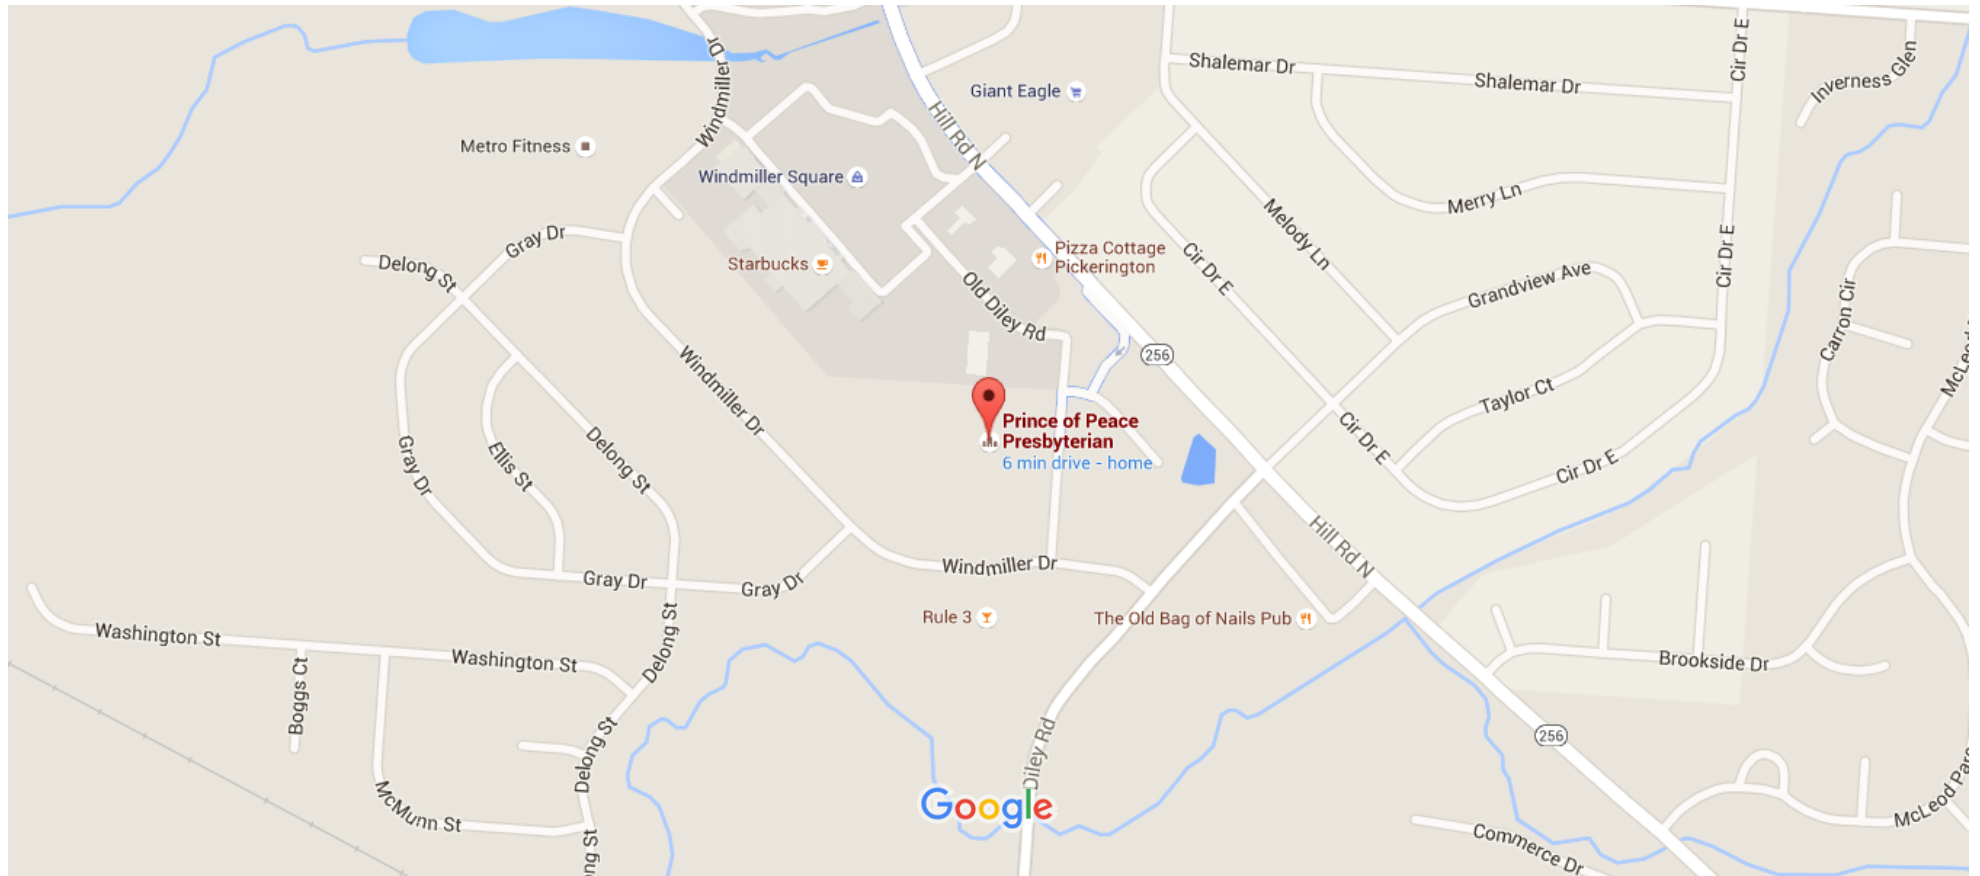 Windmiller Dr
Hill Rd N
Giant Eagle
Shalemar Dr
Shalemar Dr
Cir Dr E
Inverness Glen
Metro Fitness
Windmiller Square
Merry Ln
Melody Ln
Gray Dr
Delong St
Starbucks
Pizza Cottage
Pickerington
Cir Dr E
Cir Dr E
Grandview Ave
Old Diley Rd
Carron Cir
256
Windmiller Dr
Taylor Ct
Prince of Peace
Presbyterian
6 min drive - home
Cir Dr E
Cir Dr E
Gray Dr
Ellis St
Delong St
Hill Rd N
Gray Dr
Gray Dr
Windmiller Dr
Rule 3
The Old Bag of Nails Pub
Washington St
Washington St
Delong St
Brookside Dr
Boggs Ct
256
Delong St
Diley Rd
McMunn St
Google
McLeod Parc
Commerce Dr